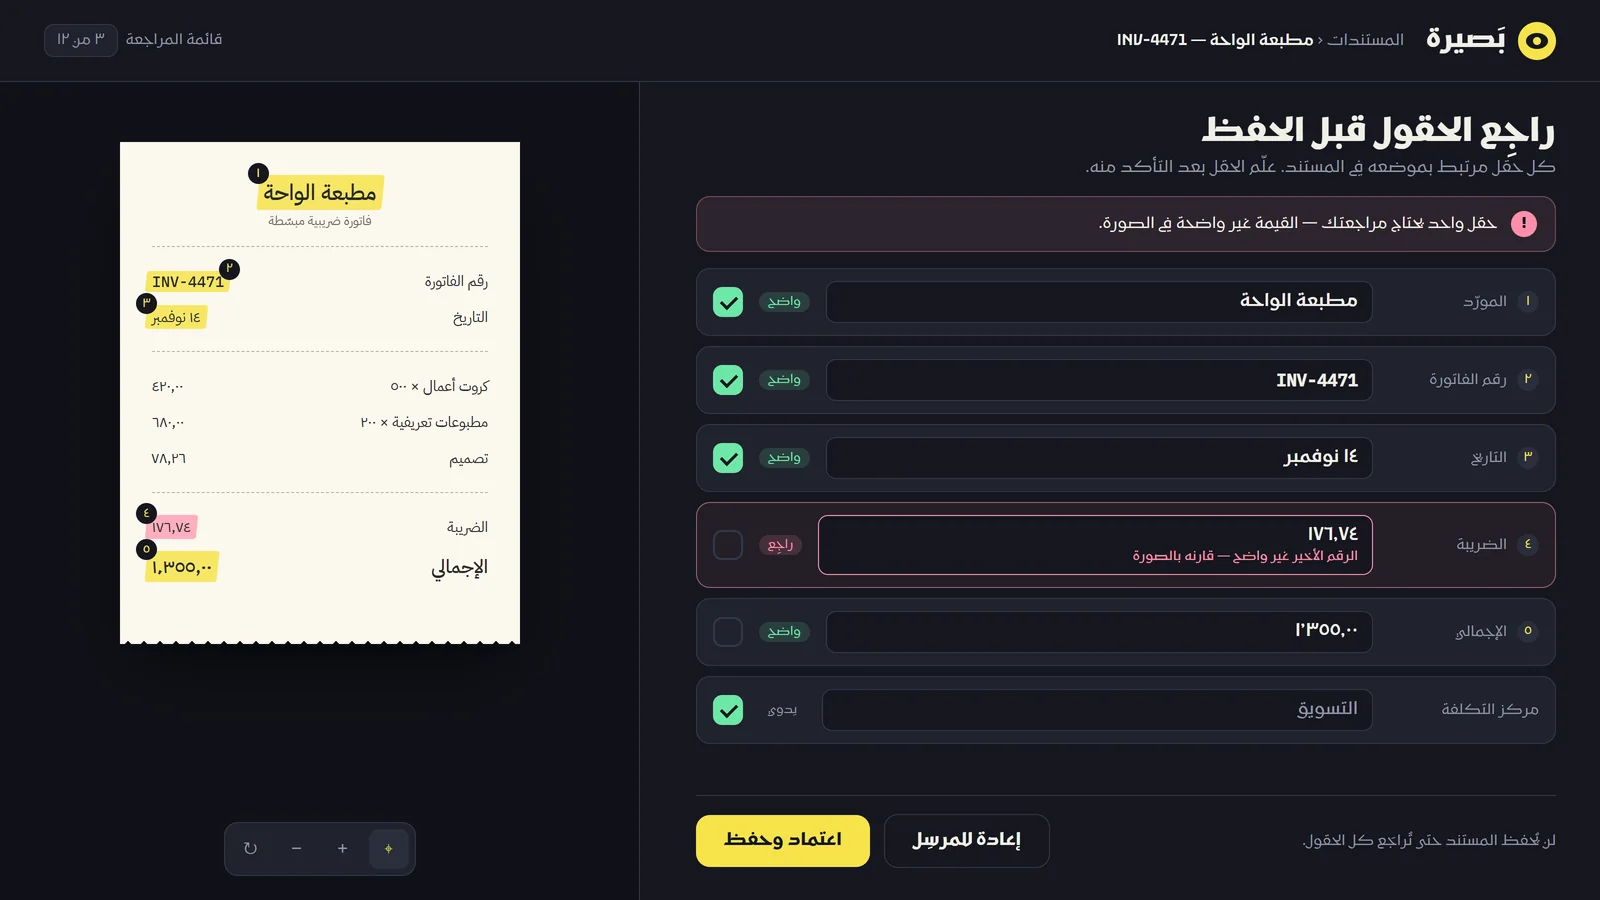 بَصيرة
المستندات › مطبعة الواحة — INV-4471
قائمة المراجعة
٣ من ١٢
راجِع الحقول قبل الحفظ
كل حقل مرتبط بموضعه في المستند. علّم الحقل بعد التأكد منه.
! حقل واحد يحتاج مراجعتك — القيمة غير واضحة في الصورة.
١ المورّد مطبعة الواحة واضح
٢ رقم الفاتورة INV-4471 واضح
٣ التاريخ ١٤ نوفمبر واضح
٤ الضريبة ١٧٦,٧٤ راجِع
الرقم الأخير غير واضح — قارنه بالصورة
٥ الإجمالي ١٬٣٥٥,٠٠ واضح
مركز التكلفة التسويق يدوي
لن يُحفظ المستند حتى تُراجع كل الحقول.
إعادة للمرسِل
اعتماد وحفظ
١
مطبعة الواحة
فاتورة ضريبية مبسّطة
رقم الفاتورة INV-4471 ٢
التاريخ ١٤ نوفمبر ٣
كروت أعمال × ٥٠٠ ٤٢٠,٠٠
مطبوعات تعريفية × ٢٠٠ ٦٨٠,٠٠
تصميم ٧٨,٢٦
الضريبة ١٧٦,٧٤ ٤
الإجمالي ١,٣٥٥,٠٠ ٥